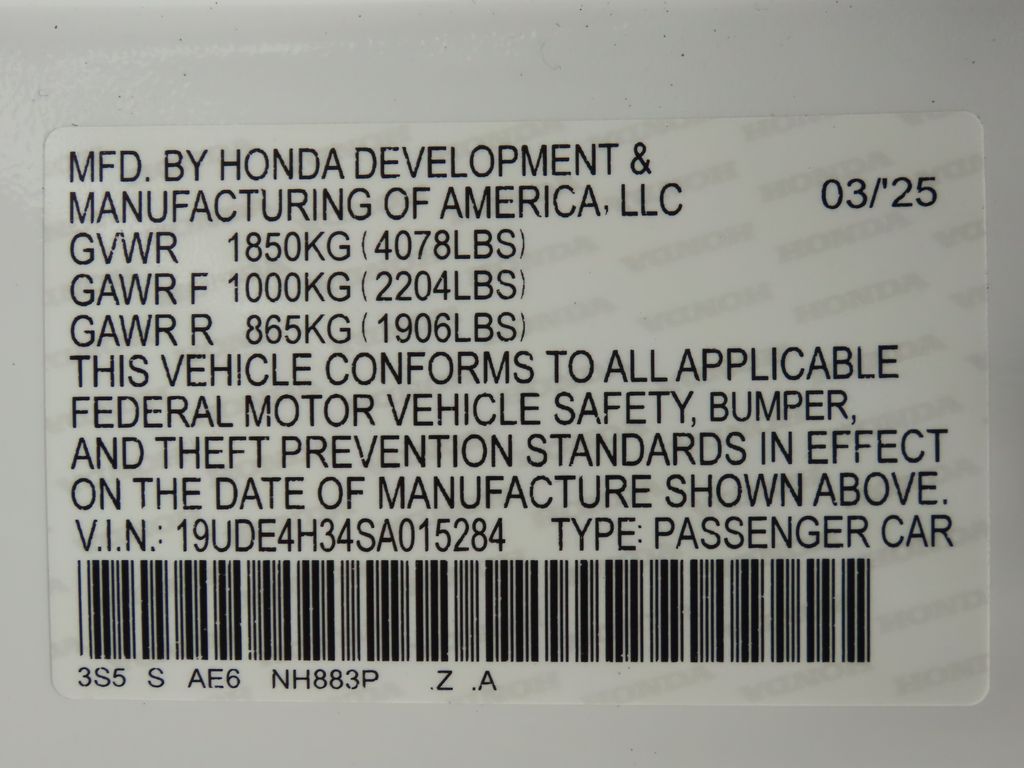 MFD. BY HONDA DEVELOPMENT &
MANUFACTURING OF AMERICA, LLC 03/'25
GVWR 1850KG (4078LBS)
GAWR F 1000KG (2204LBS)
GAWR R 865KG (1906LBS)
THIS VEHICLE CONFORMS TO ALL APPLICABLE
FEDERAL MOTOR VEHICLE SAFETY, BUMPER,
AND THEFT PREVENTION STANDARDS IN EFFECT
ON THE DATE OF MANUFACTURE SHOWN ABOVE.
V.I.N.: 19UDE4H34SA015284 TYPE: PASSENGER CAR
3S5 S AE6 NH883P .Z .A